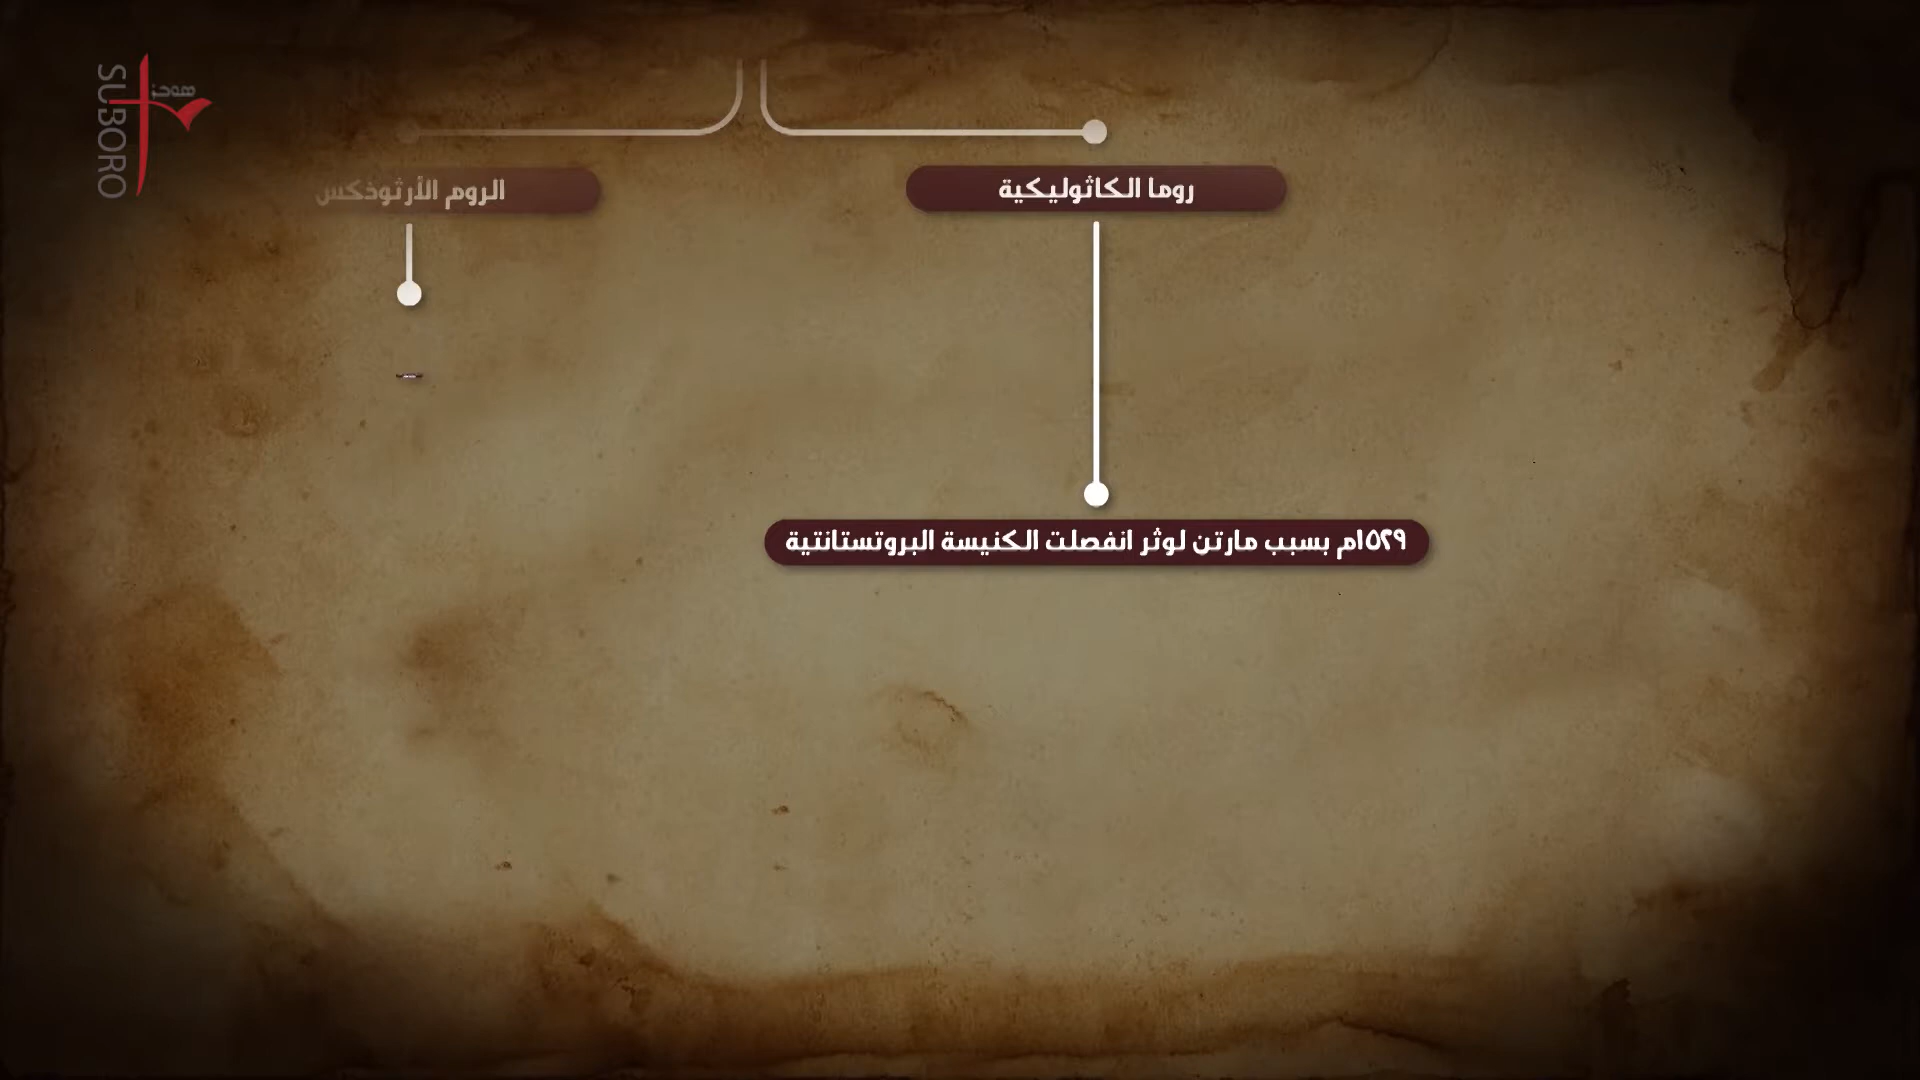 SUBORO
روما الكاثوليكية
الروم الأرثوذكس
١٥٢٩م بسبب مارتن لوثر انفصلت الكنيسة البروتستانتية